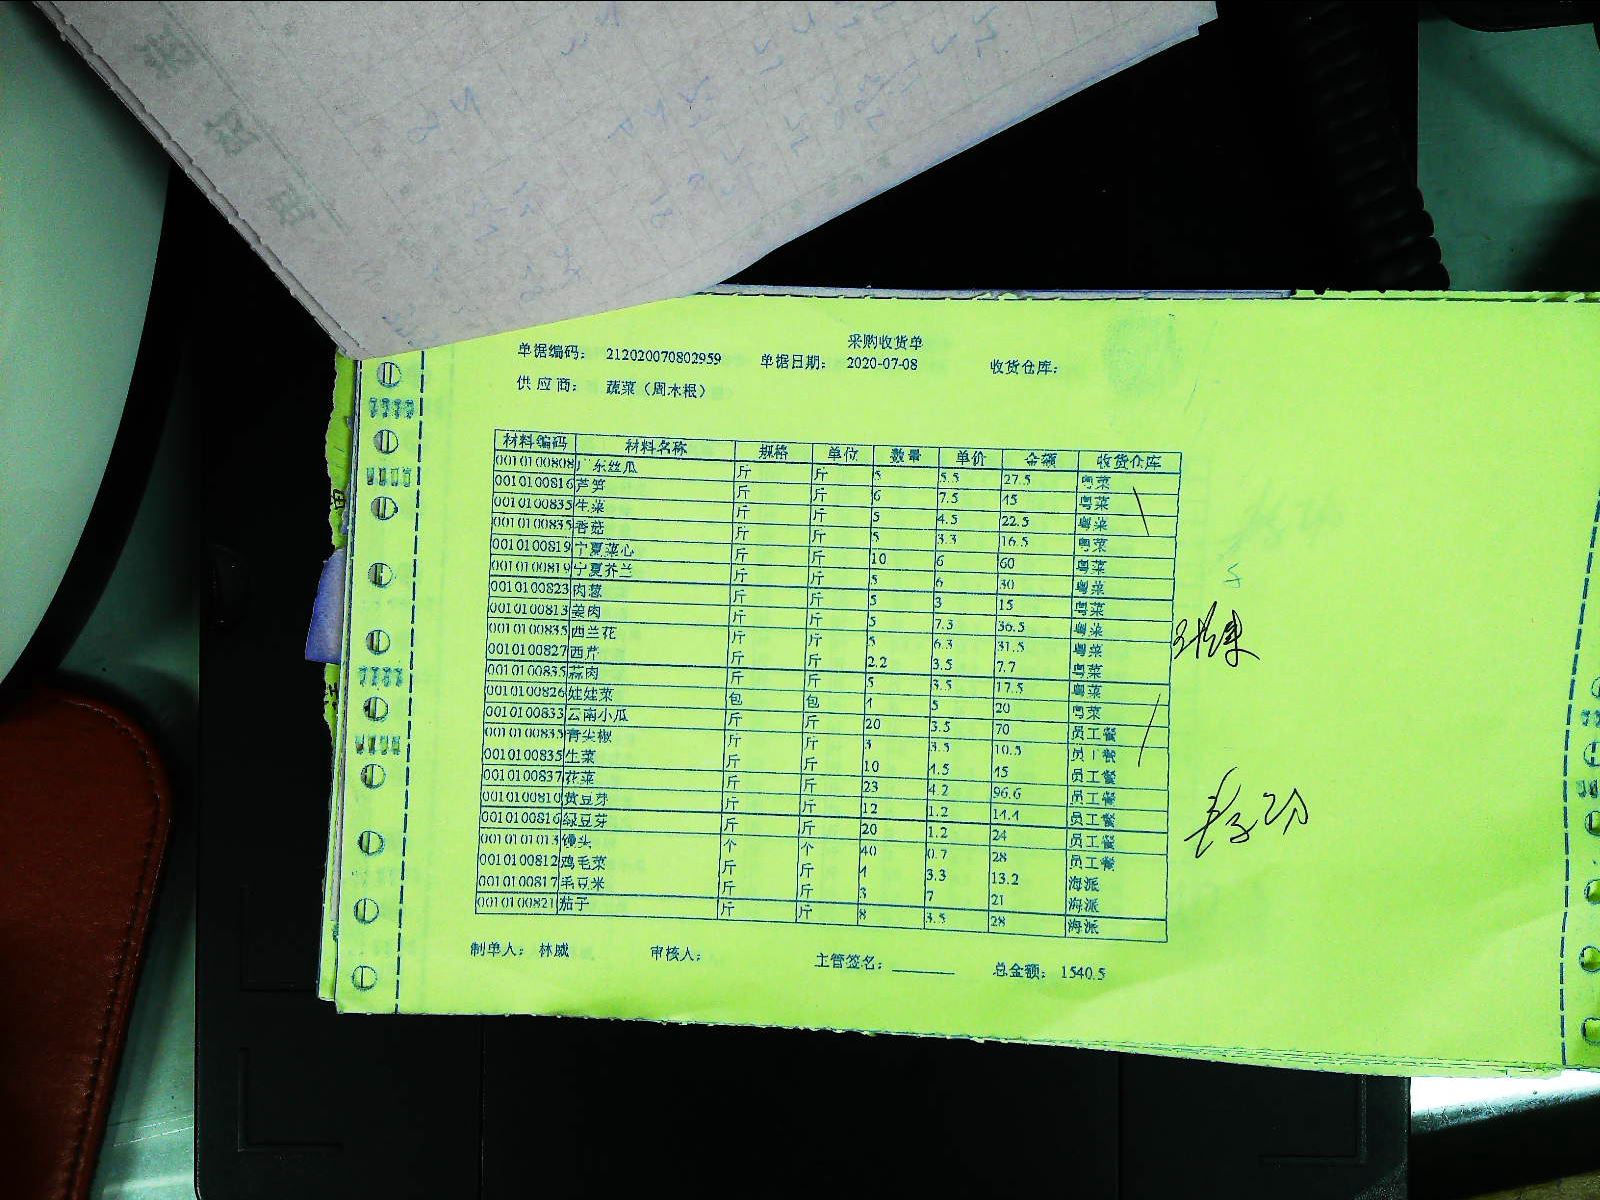 采购收货单
单据编码： 212020070802959 单据日期： 2020-07-08 收货仓库：
供 应 商： 蔬菜（周木根）
材料编码 材料名称 规格 单位 数量 单价 金额 收货仓库
0010100808 广东丝瓜 斤 斤 5 5.5 27.5 粤菜
0010100816 芦笋 斤 斤 6 7.5 45 粤菜
0010100835 生菜 斤 斤 5 4.5 22.5 粤菜
0010100835 香菇 斤 斤 5 3.3 16.5 粤菜
0010100819 宁夏菜心 斤 斤 10 6 60 粤菜
0010100819 宁夏芥兰 斤 斤 5 6 30 粤菜
0010100823 肉葱 斤 斤 5 3 15 粤菜
0010100813 姜肉 斤 斤 5 7.3 36.5 粤菜
0010100835 西兰花 斤 斤 5 6.3 31.5 粤菜
0010100827 西芹 斤 斤 2.2 3.5 7.7 粤菜
0010100835 蒜肉 斤 斤 5 3.5 17.5 粤菜
0010100826 娃娃菜 包 包 4 5 20 粤菜
0010100833 云南小瓜 斤 斤 20 3.5 70 员工餐
0010100835 青尖椒 斤 斤 3 3.5 10.5 员工餐
0010100835 生菜 斤 斤 10 4.5 45 员工餐
0010100837 花菜 斤 斤 23 4.2 96.6 员工餐
0010100810 黄豆芽 斤 斤 12 1.2 14.4 员工餐
0010100816 绿豆芽 斤 斤 20 1.2 24 员工餐
0010101013 馒头 个 个 40 0.7 28 员工餐
0010100812 鸡毛菜 斤 斤 4 3.3 13.2 海派
0010100817 毛豆米 斤 斤 3 7 21 海派
0010100821 茄子 斤 斤 8 3.5 28 海派
制单人： 林威 审核人： 主管签名： 总金额： 1540.5